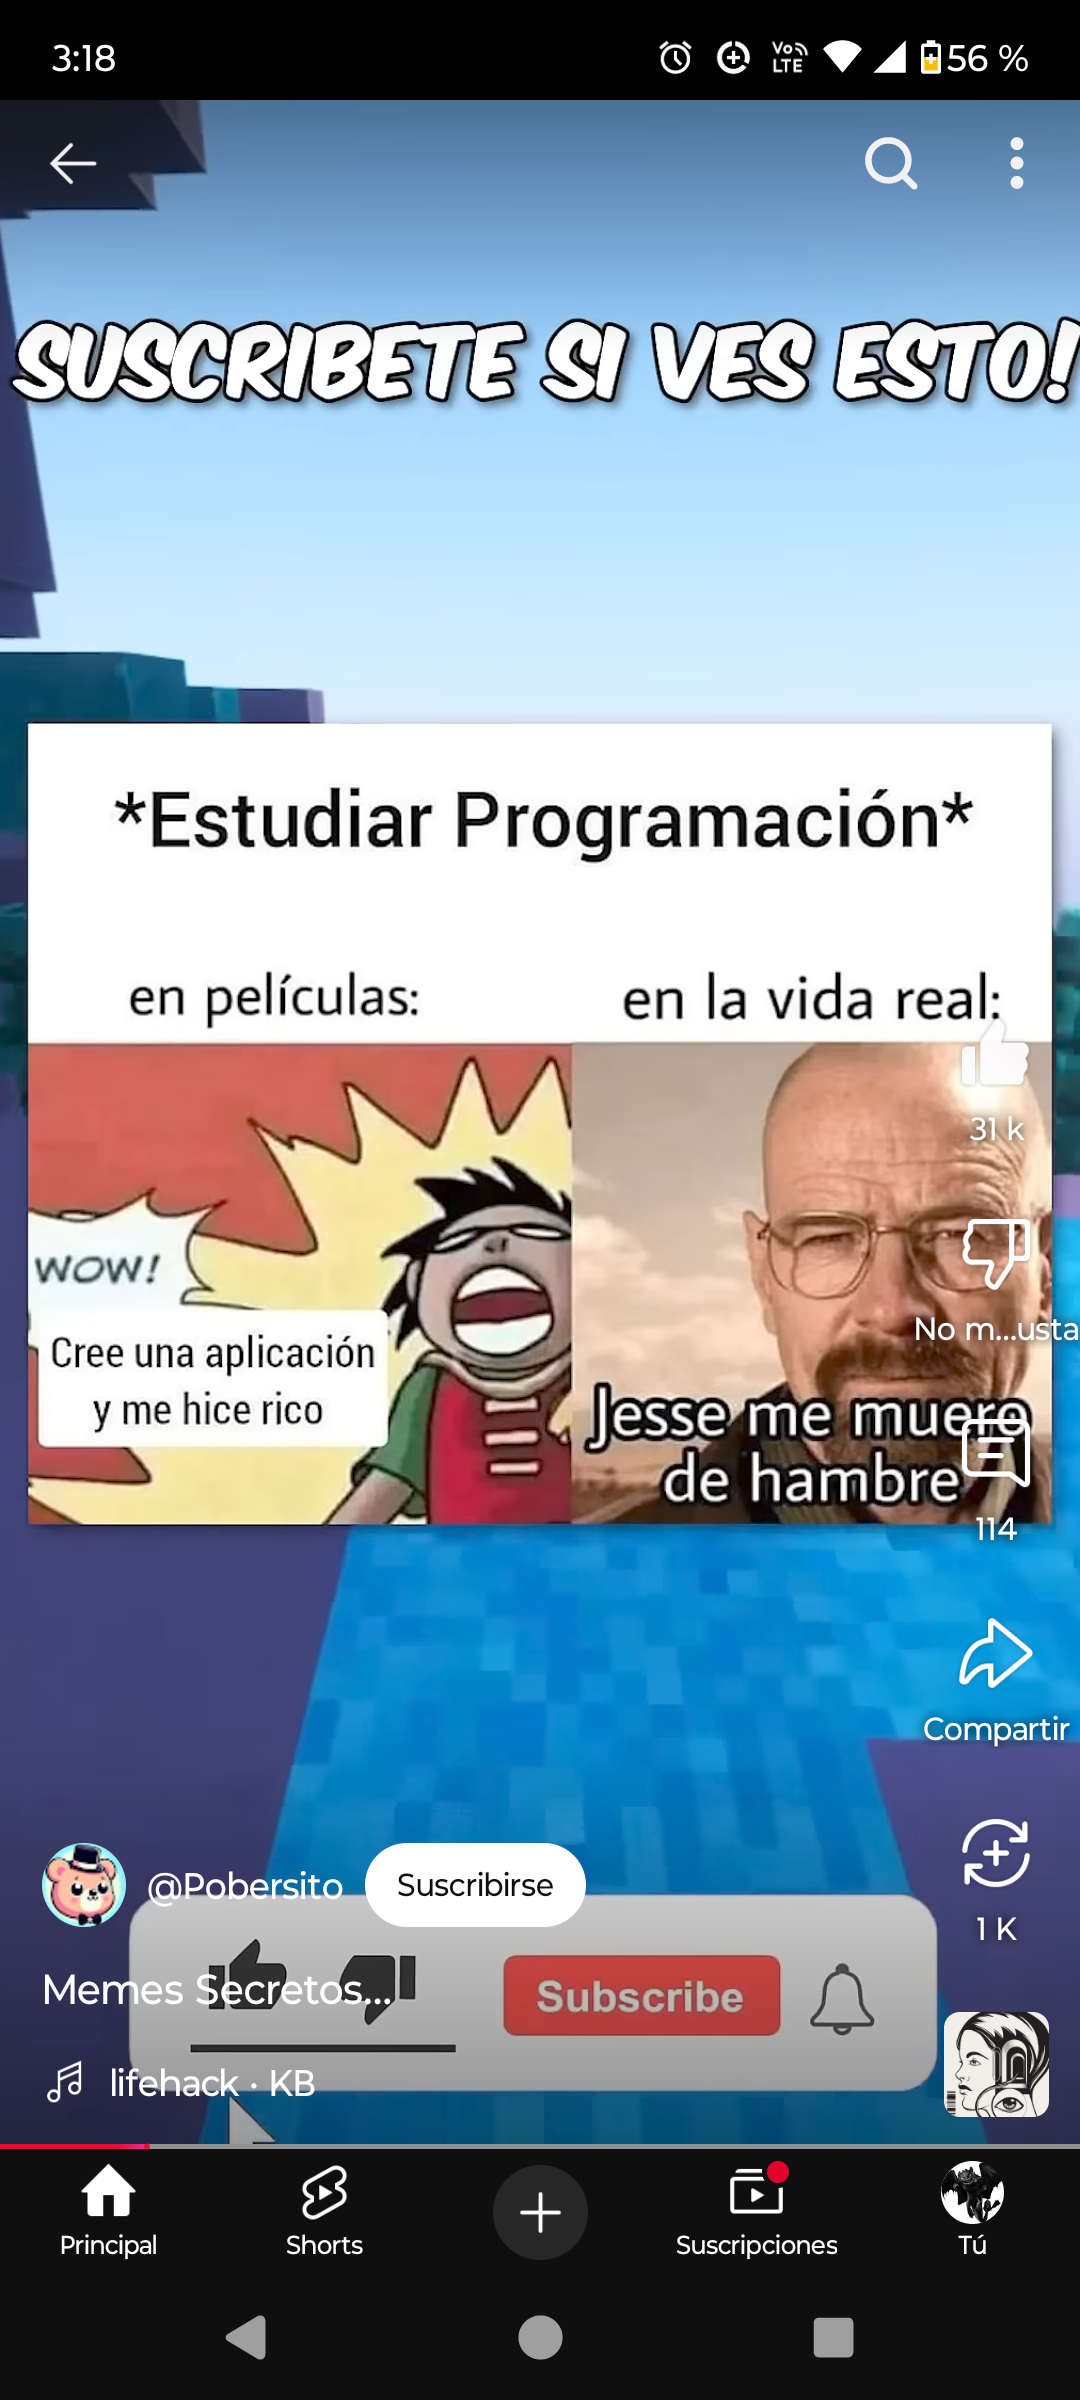 3:18
Vo LTE
56 %
SUSCRIBETE SI VES ESTO!
*Estudiar Programación*
en películas:
en la vida real:
31 k
WOW!
No m...usta
Cree una aplicación
y me hice rico
Jesse me muero
de hambre
114
Compartir
@Pobersito
Suscribirse
1 K
Memes Secretos...
Subscribe
lifehack · KB
Principal
Shorts
Suscripciones
Tú